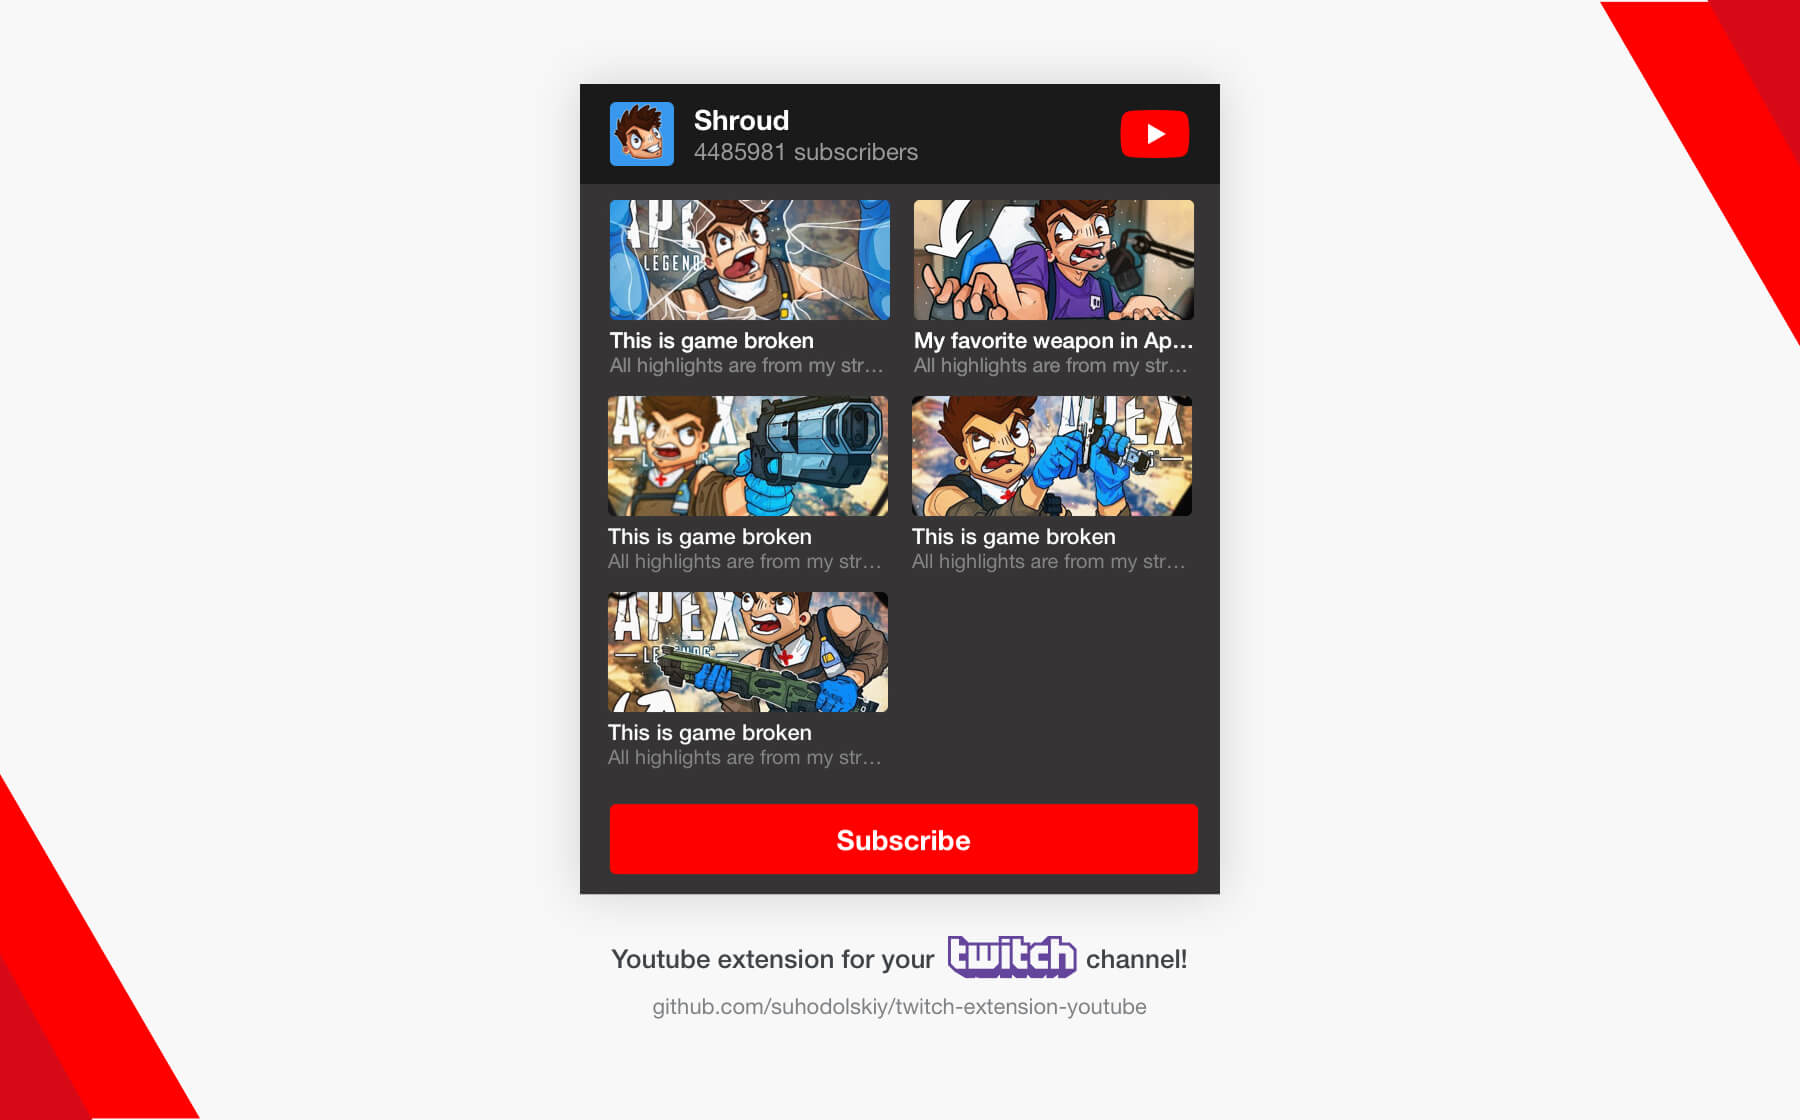 Shroud
4485981 subscribers
LEGEND
This is game broken
All highlights are from my str...
My favorite weapon in Ap...
All highlights are from my str...
APEX
This is game broken
All highlights are from my str...
APEX
This is game broken
All highlights are from my str...
APEX
LEGENDS
This is game broken
All highlights are from my str...
Subscribe
Youtube extension for your twitch channel!
github.com/suhodolskiy/twitch-extension-youtube